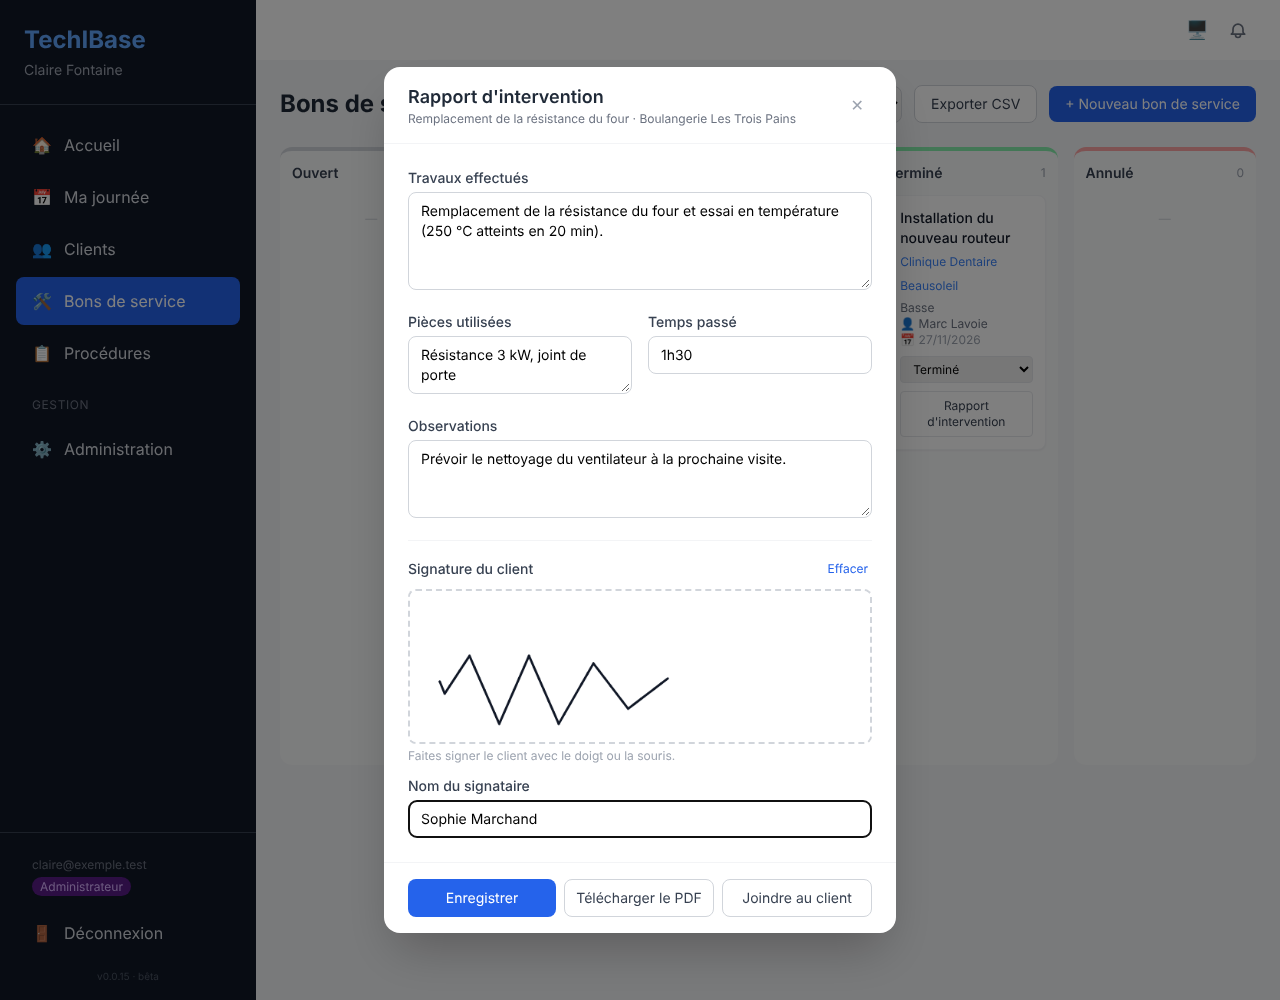 TechIBase
Claire Fontaine
Accueil
Ma journée
Clients
Bons de service
Procédures
GESTION
Administration
claire@exemple.test
Administrateur
Déconnexion
v0.0.15 · bêta
Bons de
Exporter CSV
+ Nouveau bon de service
Ouvert
—
erminé
1
Installation du
nouveau routeur
Clinique Dentaire
Beausoleil
Basse
Marc Lavoie
27/11/2026
Terminé
Rapport
d'intervention
Annulé
0
—
Rapport d'intervention
Remplacement de la résistance du four · Boulangerie Les Trois Pains
×
Travaux effectués
Remplacement de la résistance du four et essai en température
(250 °C atteints en 20 min).
Pièces utilisées
Résistance 3 kW, joint de
porte
Temps passé
1h30
Observations
Prévoir le nettoyage du ventilateur à la prochaine visite.
Signature du client
Effacer
Faites signer le client avec le doigt ou la souris.
Nom du signataire
Sophie Marchand
Enregistrer
Télécharger le PDF
Joindre au client